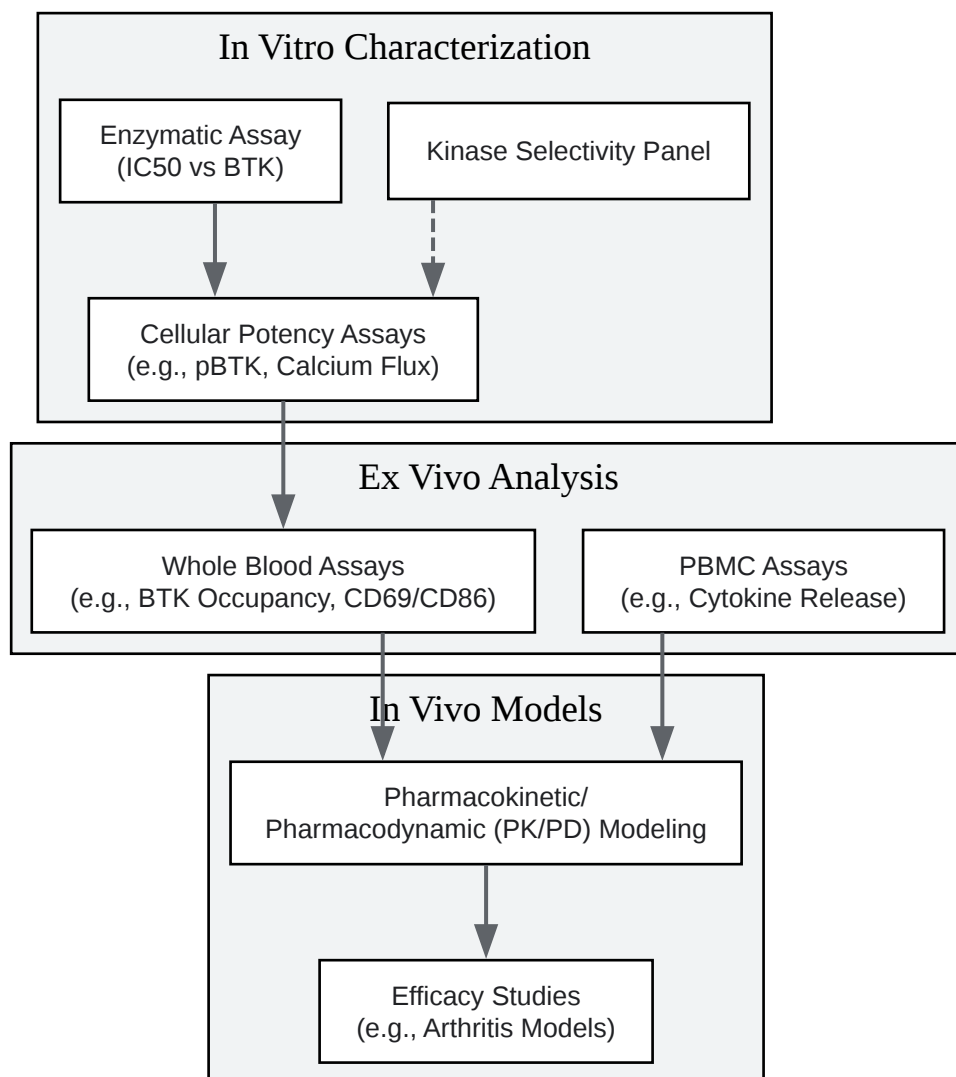 In Vitro Characterization
Enzymatic Assay
(IC50 vs BTK)
Kinase Selectivity Panel
Cellular Potency Assays
(e.g., pBTK, Calcium Flux)
Ex Vivo Analysis
Whole Blood Assays
(e.g., BTK Occupancy, CD69/CD86)
PBMC Assays
(e.g., Cytokine Release)
In Vivo Models
Pharmacokinetic/
Pharmacodynamic (PK/PD) Modeling
Efficacy Studies
(e.g., Arthritis Models)